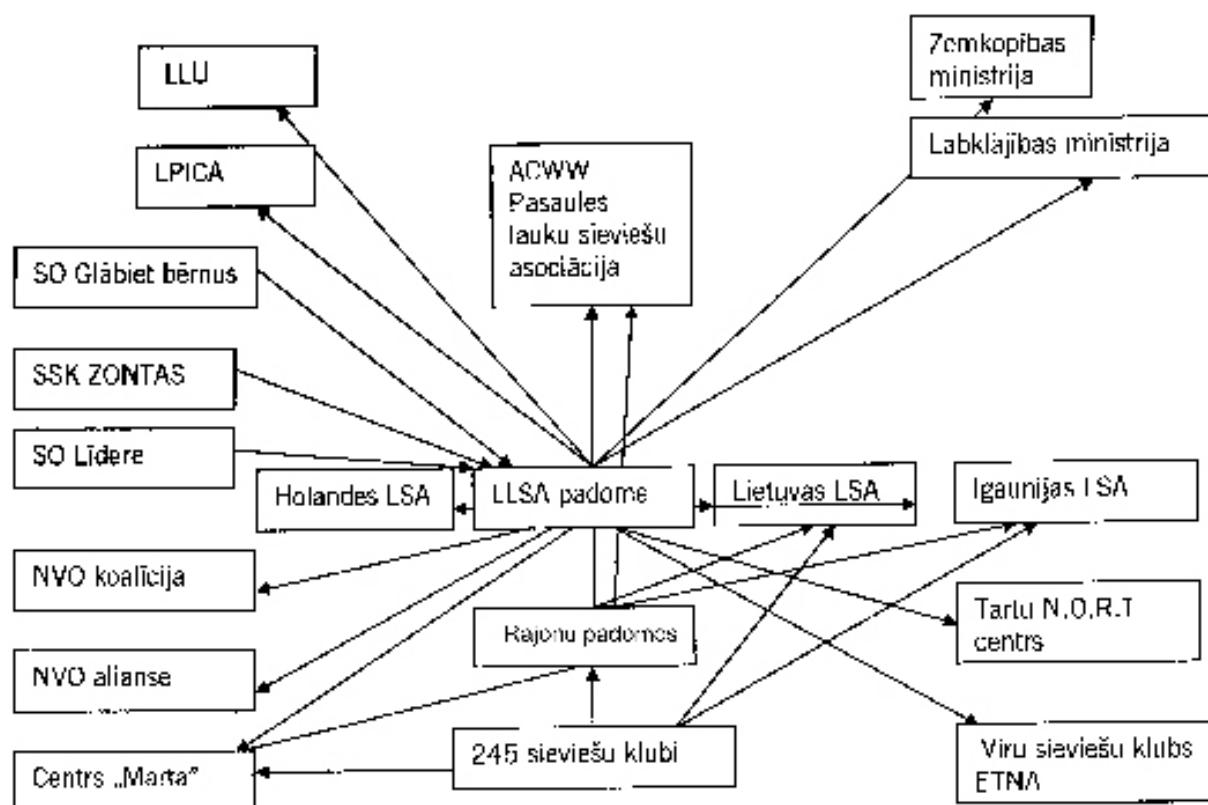 LLU
Zemkopības
ministrija
LPICA
ACWW
Pasaules
lauku sieviešu
asociācija
Labklājības ministrija
SO Glābiet bērnus
SSK ZONTAS
SO Līdere
Holandes LSA
LLSA padome
Lietuvas LSA
Igaunijas LSA
NVO koalīcija
Rajonu padomes
Tartu N.O.R.T
centrs
NVO alianse
245 sieviešu klubi
Centrs „Marta”
Viru sieviešu klubs
ETNA